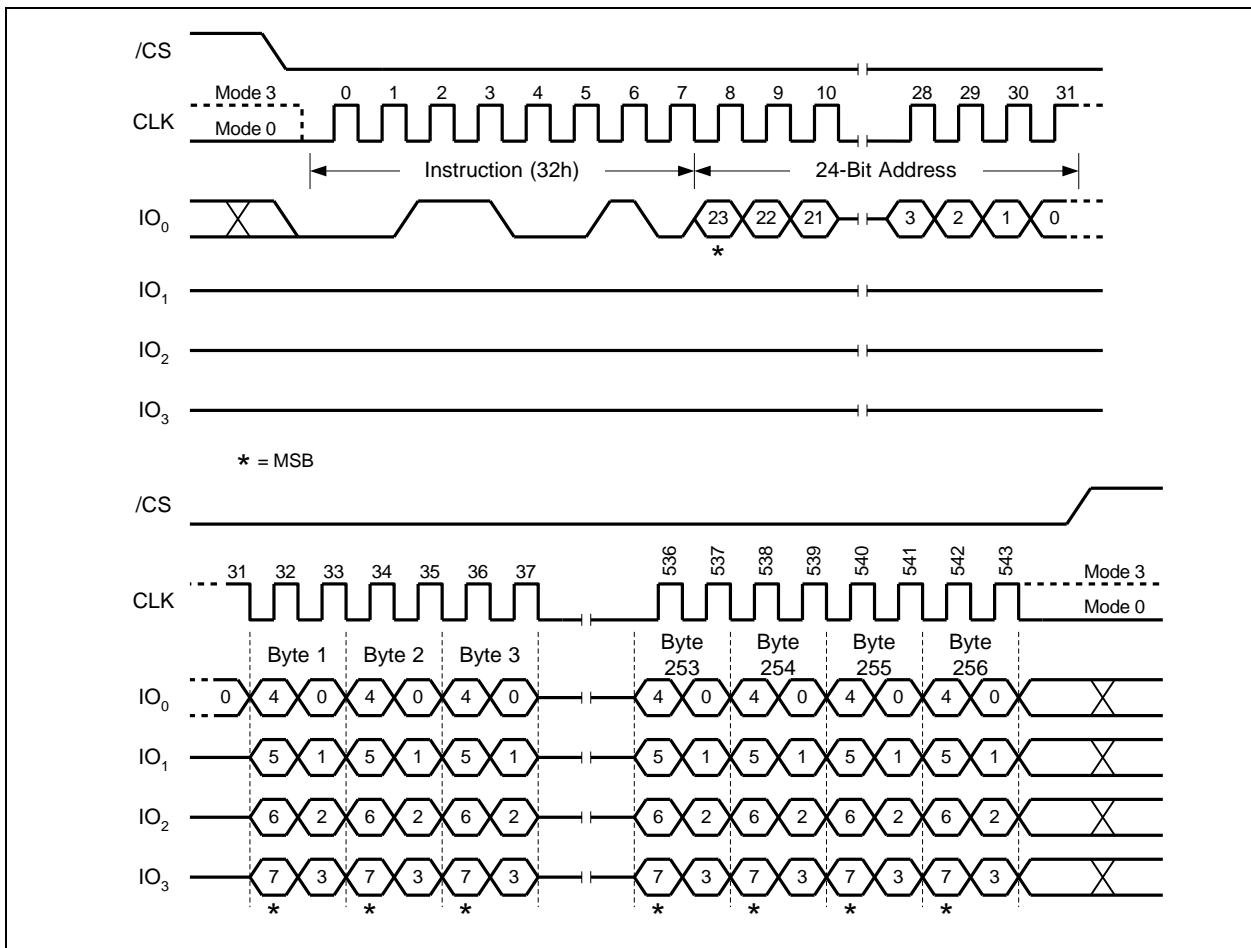 /CS
Mode 3 0 1 2 3 4 5 6 7 8 9 10 28 29 30 31
CLK
Mode 0
Instruction (32h) 24-Bit Address
IO0 23 22 21 3 2 1 0
*
IO1
IO2
IO3
* = MSB
/CS
31 32 33 34 35 36 37 536 537 538 539 540 541 542 543 Mode 3
CLK
Mode 0
Byte 1 Byte 2 Byte 3 Byte 253 Byte 254 Byte 255 Byte 256
IO0 0 4 0 4 0 4 0 4 0 4 0 4 0 4 0
IO1 5 1 5 1 5 1 5 1 5 1 5 1 5 1
IO2 6 2 6 2 6 2 6 2 6 2 6 2 6 2
IO3 7 3 7 3 7 3 7 3 7 3 7 3 7 3
* * * * * * *